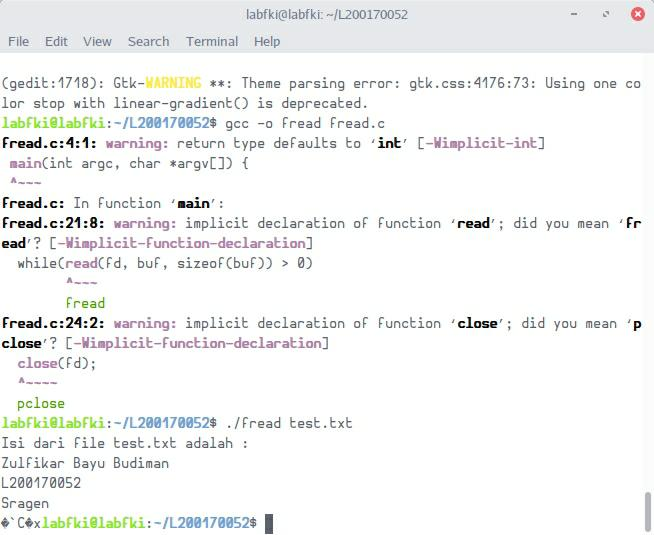 labfki@labfki: ~/L200170052
File Edit View Search Terminal Help
(gedit:1718): Gtk-WARNING **: Theme parsing error: gtk.css:4176:73: Using one co
lor stop with linear-gradient() is deprecated.
labfki@labfki:~/L200170052$ gcc -o fread fread.c
fread.c:4:1: warning: return type defaults to ‘int’ [-Wimplicit-int]
 main(int argc, char *argv[]) {
 ^~~~
fread.c: In function ‘main’:
fread.c:21:8: warning: implicit declaration of function ‘read’; did you mean ‘fr
ead’? [-Wimplicit-function-declaration]
  while(read(fd, buf, sizeof(buf)) > 0)
        ^~~~
        fread
fread.c:24:2: warning: implicit declaration of function ‘close’; did you mean ‘p
close’? [-Wimplicit-function-declaration]
  close(fd);
  ^~~~~
  pclose
labfki@labfki:~/L200170052$ ./fread test.txt
Isi dari file test.txt adalah :
Zulfikar Bayu Budiman
L200170052
Sragen
�`C�xlabfki@labfki:~/L200170052$